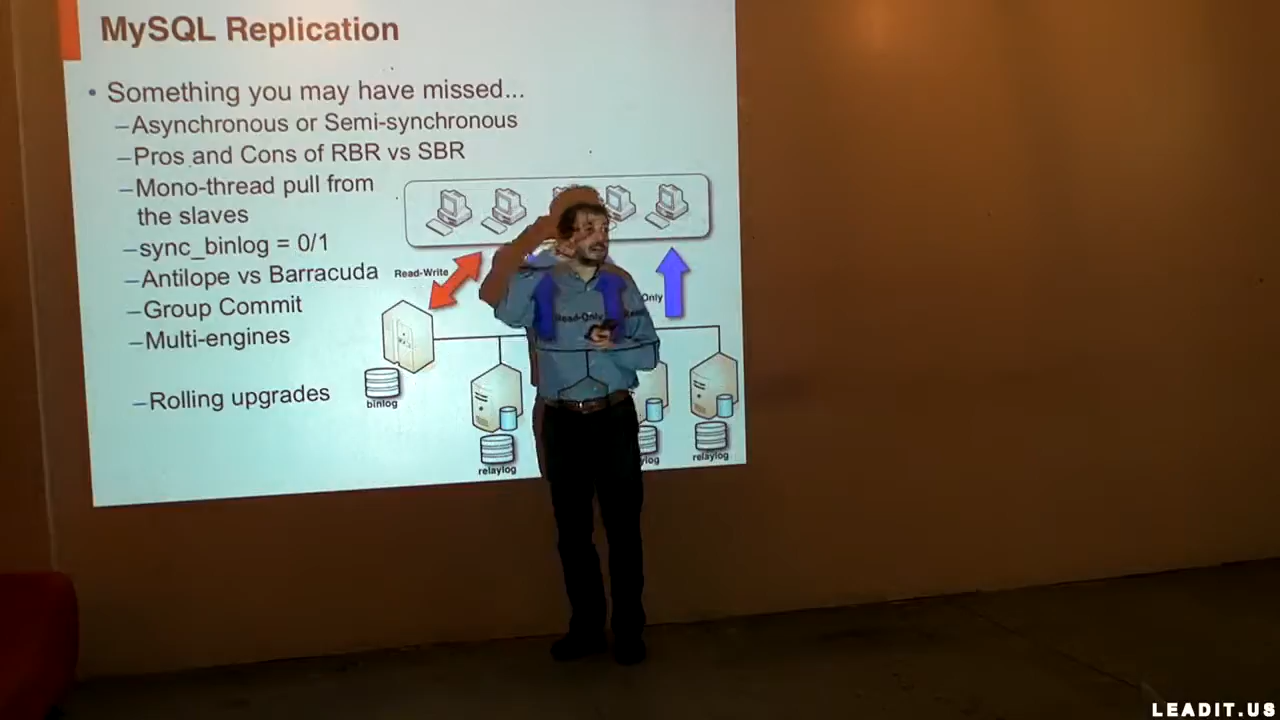 MySQL Replication
• Something you may have missed...
–Asynchronous or Semi-synchronous
–Pros and Cons of RBR vs SBR
–Mono-thread pull from
the slaves
–sync_binlog = 0/1
–Antilope vs Barracuda
–Group Commit
–Multi-engines
–Rolling upgrades
Read-Write
Only
Read-Only
binlog
relaylog
relaylog
LEADIT.US